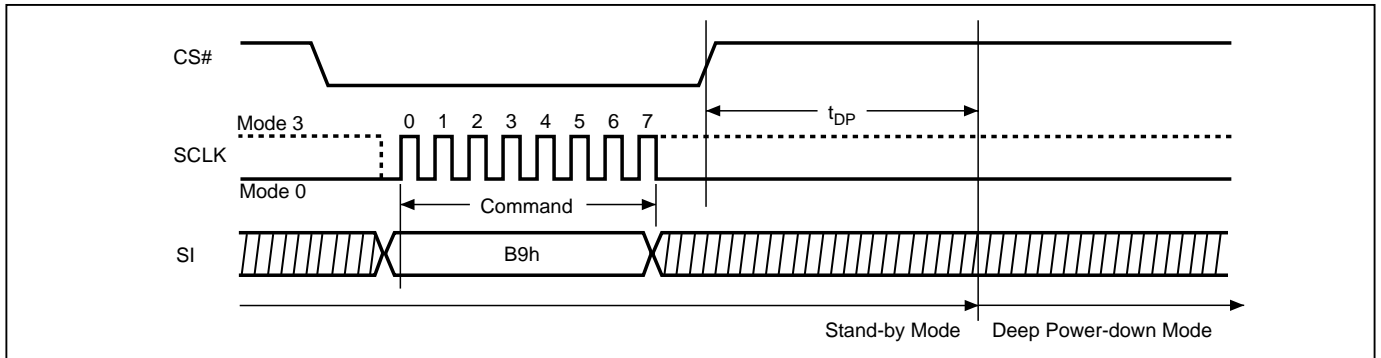 CS#
Mode 3
0 1 2 3 4 5 6 7
tDP
SCLK
Mode 0
Command
SI
B9h
Stand-by Mode
Deep Power-down Mode